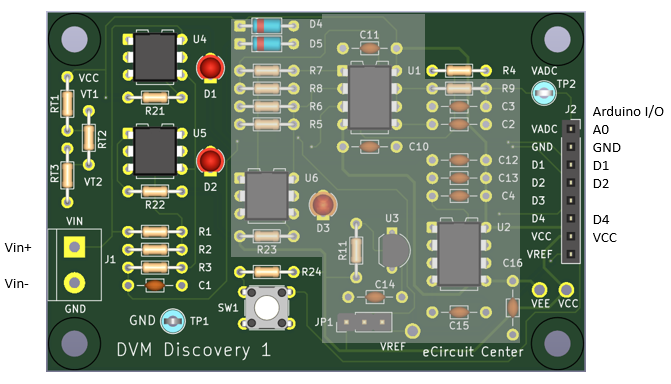 D4
U4
C11
D5
R7
U1
R4
VADC
VCC
R8
R9
TP2
RT1
VT1
D1
R6
C3
J2
Arduino I/O
R21
R5
C2
VADC
A0
RT2
U5
C10
GND
GND
C12
D1
D1
RT3
U6
C13
D2
D2
VT2
D2
C4
D3
R22
D3
U3
D4
D4
VIN
R1
U2
VCC
VCC
Vin+
R2
R23
R11
VREF
J1
R3
R24
C16
Vin-
C1
C14
GND
SW1
VEE
VCC
GND
TP1
JP1
C15
VREF
DVM Discovery 1
eCircuit Center